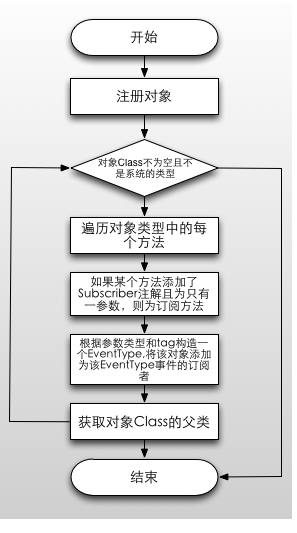 开始
注册对象
对象Class不为空且不
是系统的类型
遍历对象类型中的每
个方法
如果某个方法添加了
Subscriber注解且为只有
一参数，则为订阅方法
根据参数类型和tag构造一
个EventType,将该对象添加
为该EventType事件的订阅
者
获取对象Class的父类
结束